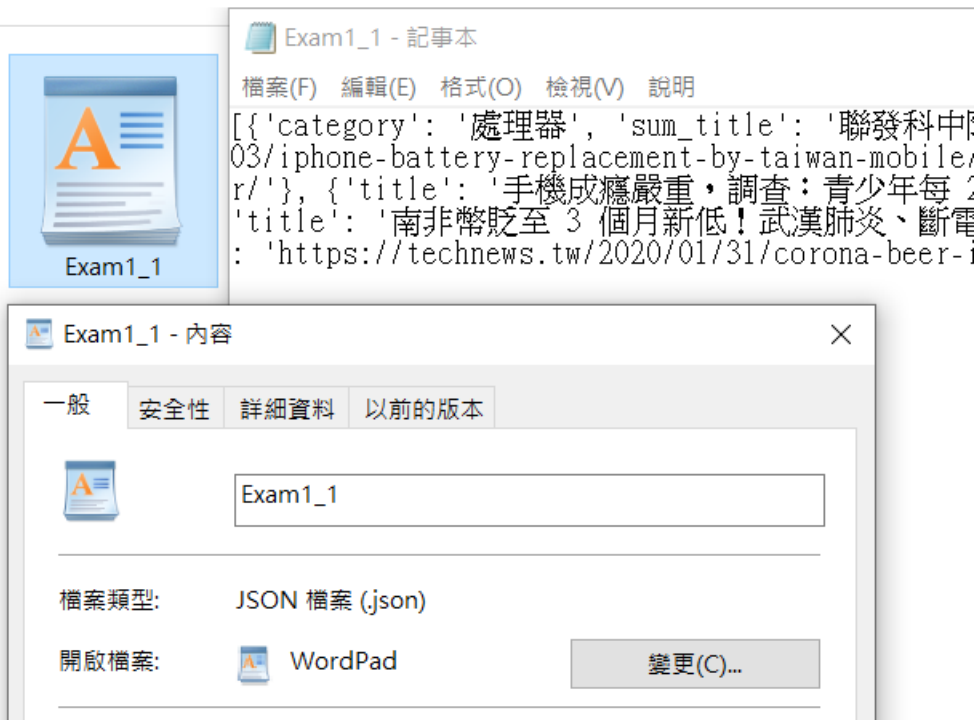 Exam1_1
Exam1_1 - 記事本
檔案(F) 編輯(E) 格式(O) 檢視(V) 說明
[{'category': '處理器', 'sum_title': '聯發科中
03/iphone-battery-replacement-by-taiwan-mobile/
r/'}, {'title': '手機成癮嚴重，調查：青少年每 2
'title': '南非幣貶至 3 個月新低！武漢肺炎、斷電
: 'https://technews.tw/2020/01/31/corona-beer-i
Exam1_1 - 內容
一般 安全性 詳細資料 以前的版本
Exam1_1
檔案類型: JSON 檔案 (.json)
開啟檔案: WordPad 變更(C)...